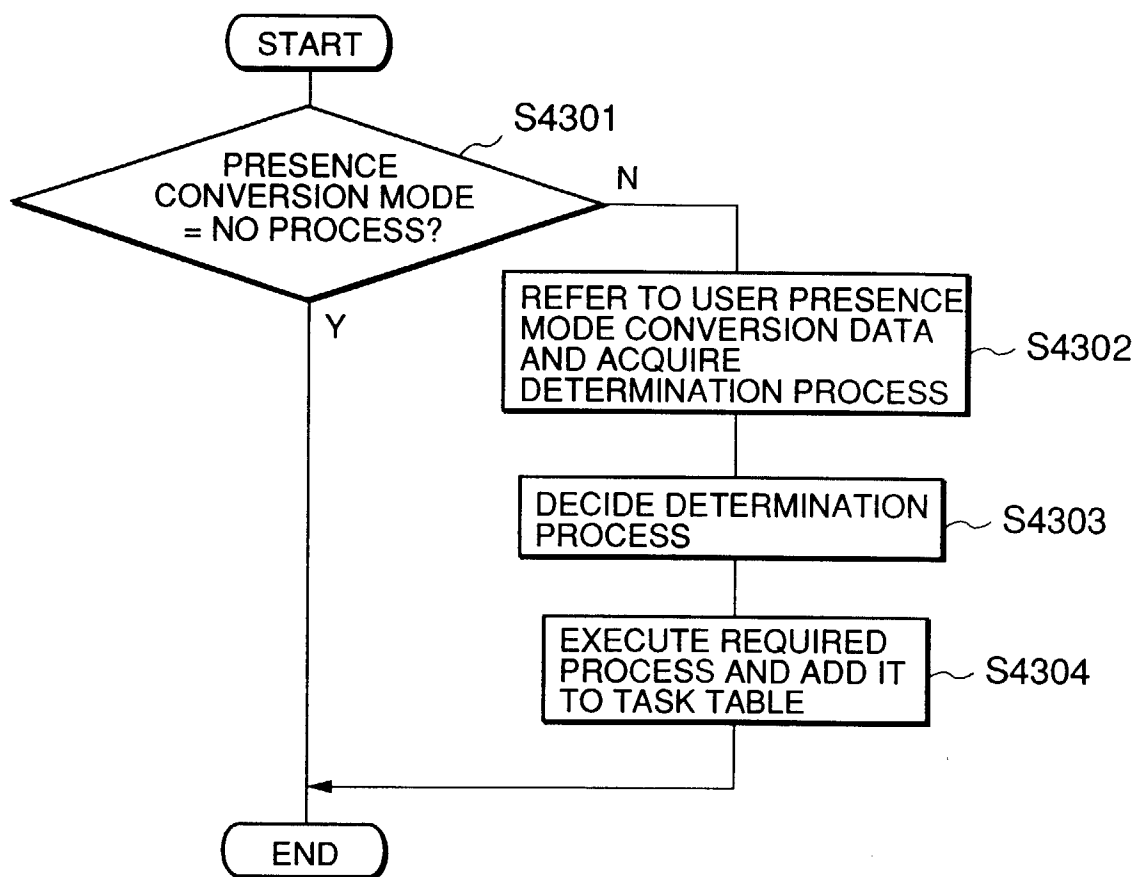 START
S4301
PRESENCE
CONVERSION MODE
= NO PROCESS?
N
Y
REFER TO USER PRESENCE
MODE CONVERSION DATA
AND ACQUIRE
DETERMINATION PROCESS
S4302
DECIDE DETERMINATION
PROCESS
S4303
EXECUTE REQUIRED
PROCESS AND ADD IT
TO TASK TABLE
S4304
END